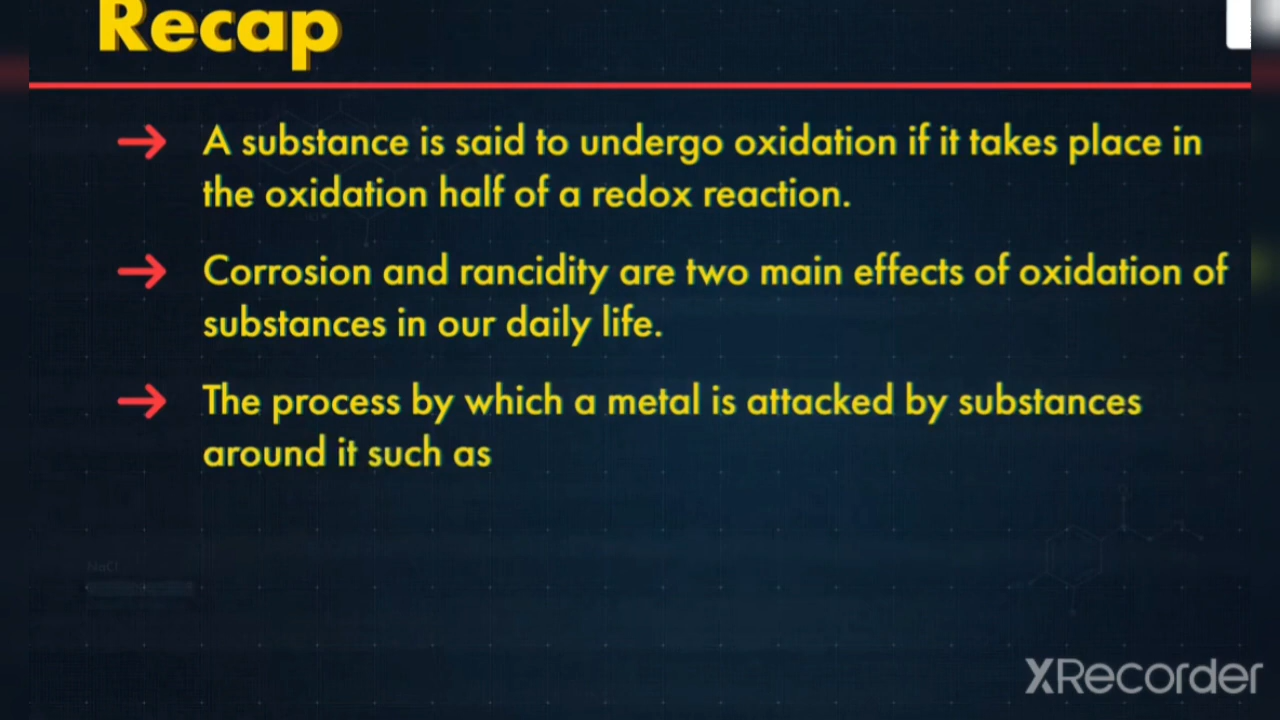 Recap
→ A substance is said to undergo oxidation if it takes place in
the oxidation half of a redox reaction.
→ Corrosion and rancidity are two main effects of oxidation of
substances in our daily life.
→ The process by which a metal is attacked by substances
around it such as
NaCl
XRecorder